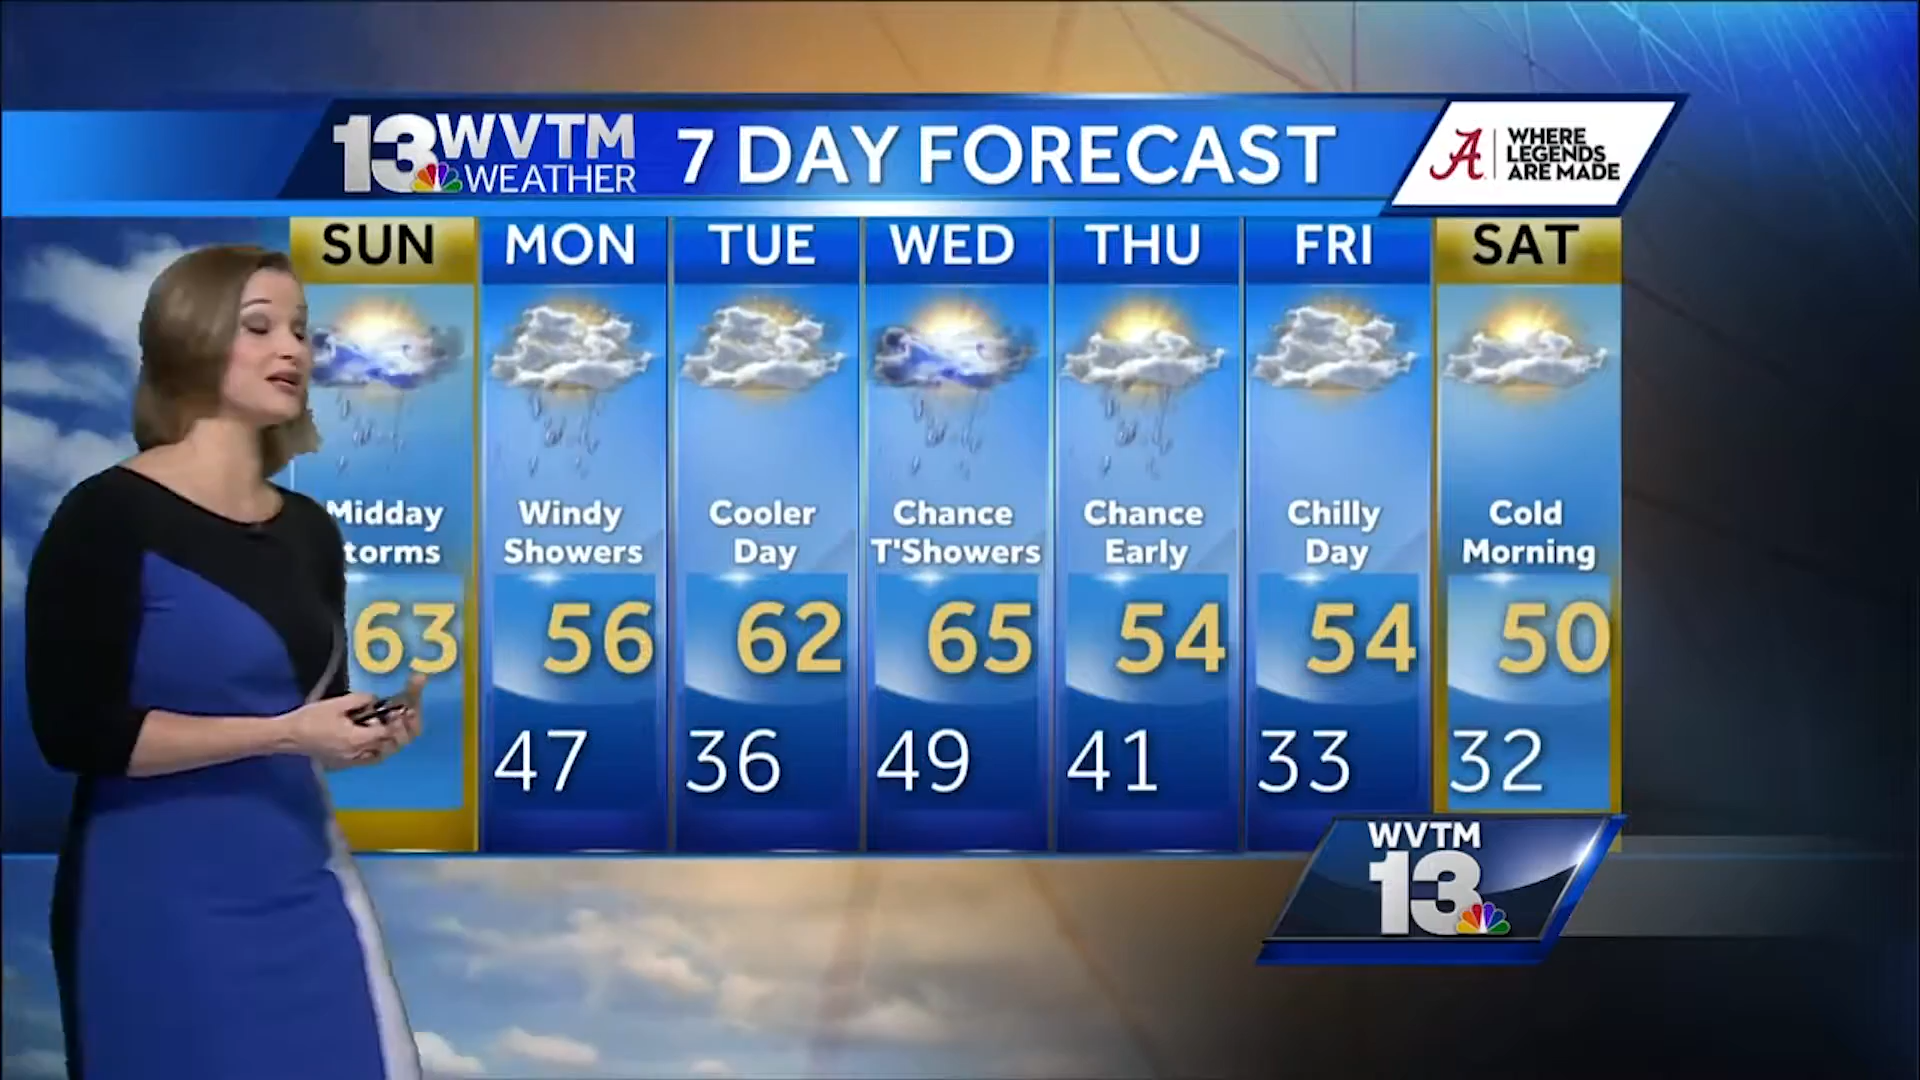 13 WVTM WEATHER 7 DAY FORECAST
A WHERE LEGENDS ARE MADE
SUN MON TUE WED THU FRI SAT
Midday Windy Cooler Chance Chance Chilly Cold
torms Showers Day T'Showers Early Day Morning
63 56 62 65 54 54 50
47 36 49 41 33 32
WVTM
13